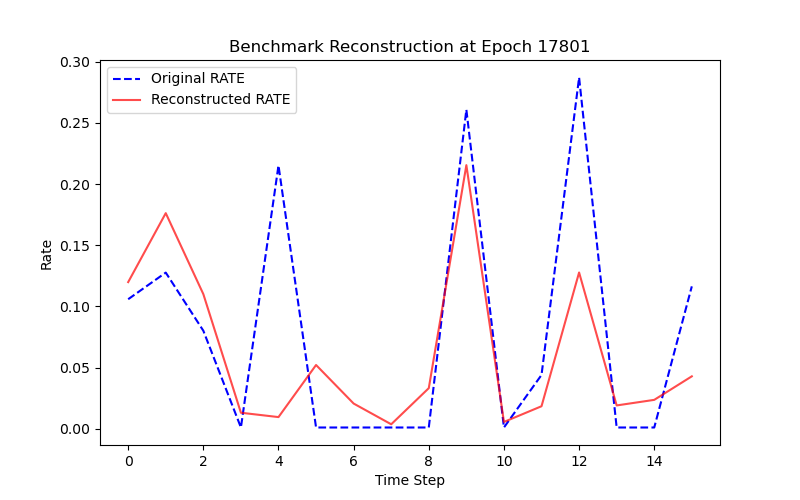 Benchmark Reconstruction at Epoch 17801
Original RATE
Reconstructed RATE
Rate
0.30
0.25
0.20
0.15
0.10
0.05
0.00
0 2 4 6 8 10 12 14
Time Step